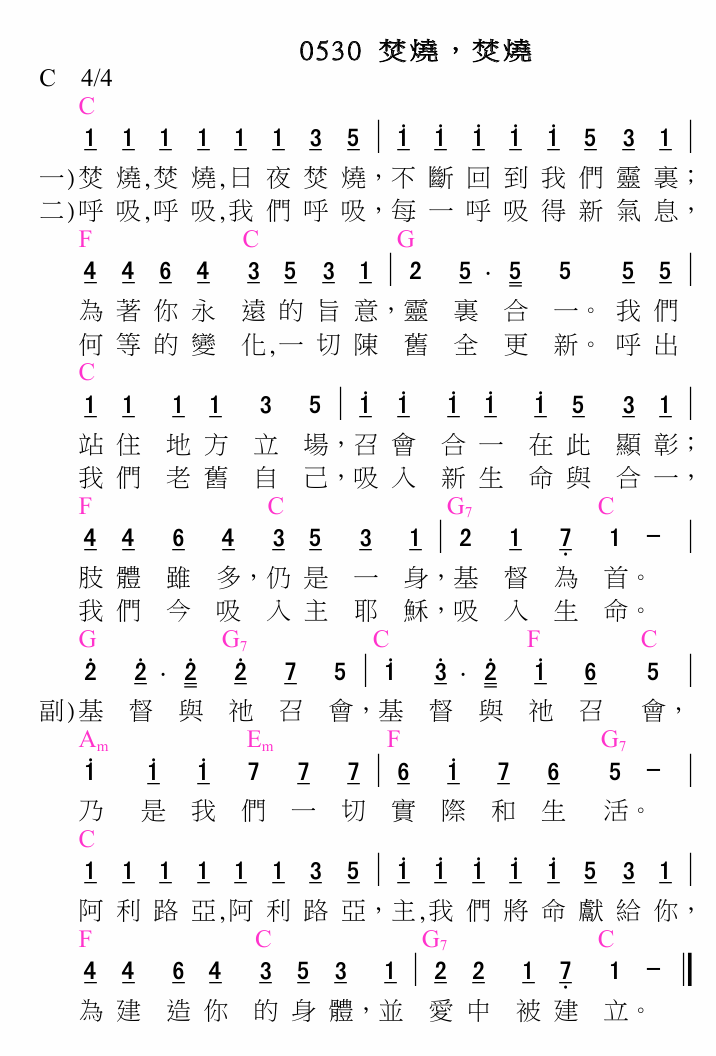 0530 焚燒，焚燒
C 4/4
C
1 1 1 1 1 1 3 5 | i i i i i 5 3 1 |
一)焚燒,焚燒,日夜焚燒，不斷回到我們靈裏；
二)呼吸,呼吸,我們呼吸，每一呼吸得新氣息，
F C G
4 4 6 4 3 5 3 1 | 2 5 · 5 5 5 5 |
為著你永遠的旨意，靈裏合一。我們
何等的變化,一切陳舊全更新。呼出
C
1 1 1 1 3 5 | i i i i i 5 3 1 |
站住地方立場，召會合一在此顯彰；
我們老舊自己，吸入新生命與合一，
F C G7 C
4 4 6 4 3 5 3 1 | 2 1 7 1 － |
肢體雖多，仍是一身，基督為首。
我們今吸入主耶穌，吸入生命。
G G7 C F C
2 2 · 2 2 7 5 | i 3 · 2 i 6 5 |
副)基督與祂召會，基督與祂召會，
Am Em F G7
i i i 7 7 7 | 6 i 7 6 5 － |
乃是我們一切實際和生活。
C
1 1 1 1 1 1 3 5 | i i i i i 5 3 1 |
阿利路亞,阿利路亞，主,我們將命獻給你，
F C G7 C
4 4 6 4 3 5 3 1 | 2 2 1 7 1 － ‖
為建造你的身體，並愛中被建立。